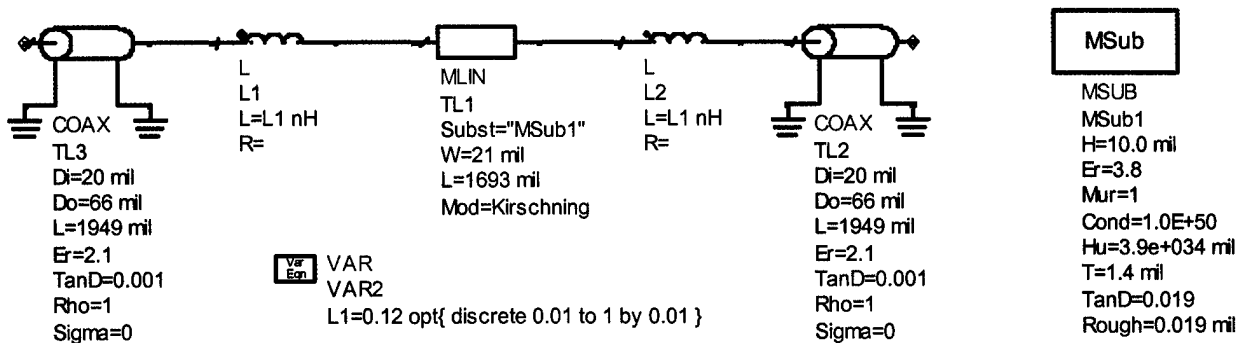 COAX
TL3
Di=20 mil
Do=66 mil
L=1949 mil
Er=2.1
TanD=0.001
Rho=1
Sigma=0
L
L1
L=L1 nH
R=
MLIN
TL1
Subst="MSub1"
W=21 mil
L=1693 mil
Mod=Kirschning
L
L2
L=L1 nH
R=
COAX
TL2
Di=20 mil
Do=66 mil
L=1949 mil
Er=2.1
TanD=0.001
Rho=1
Sigma=0
Var
Eqn
VAR
VAR2
L1=0.12 opt{ discrete 0.01 to 1 by 0.01 }
MSub
MSUB
MSub1
H=10.0 mil
Er=3.8
Mur=1
Cond=1.0E+50
Hu=3.9e+034 mil
T=1.4 mil
TanD=0.019
Rough=0.019 mil